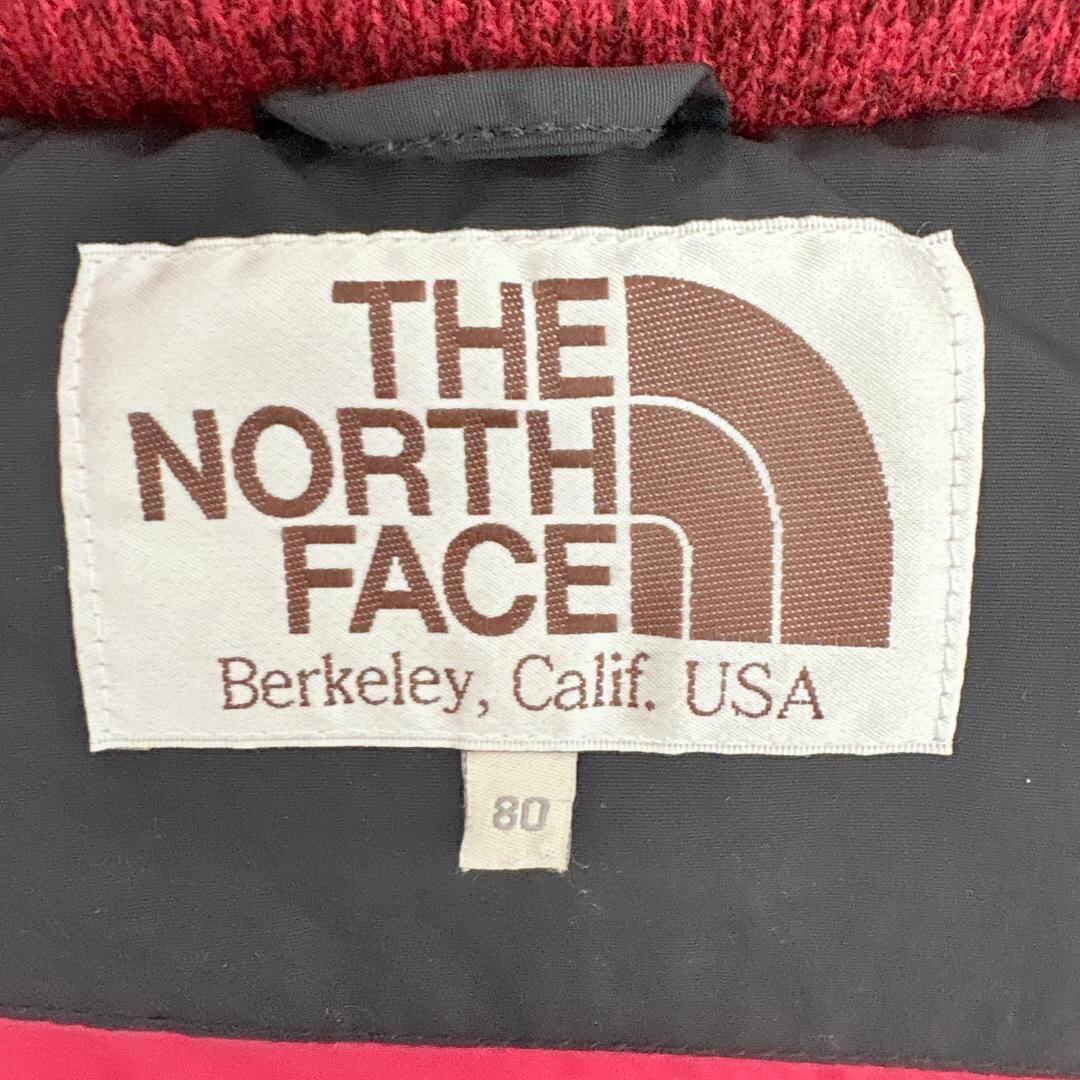 THE
NORTH
FACE
Berkeley, Calif. USA
80